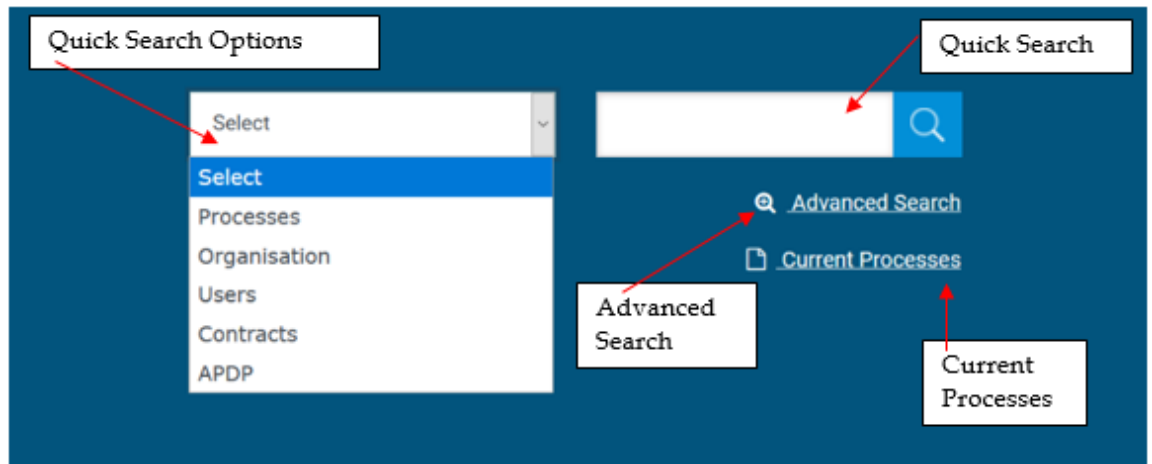 Quick Search Options
Quick Search
Select
Select
Processes
Organisation
Users
Contracts
APDP
Advanced Search
Current Processes
Advanced
Search
Current
Processes